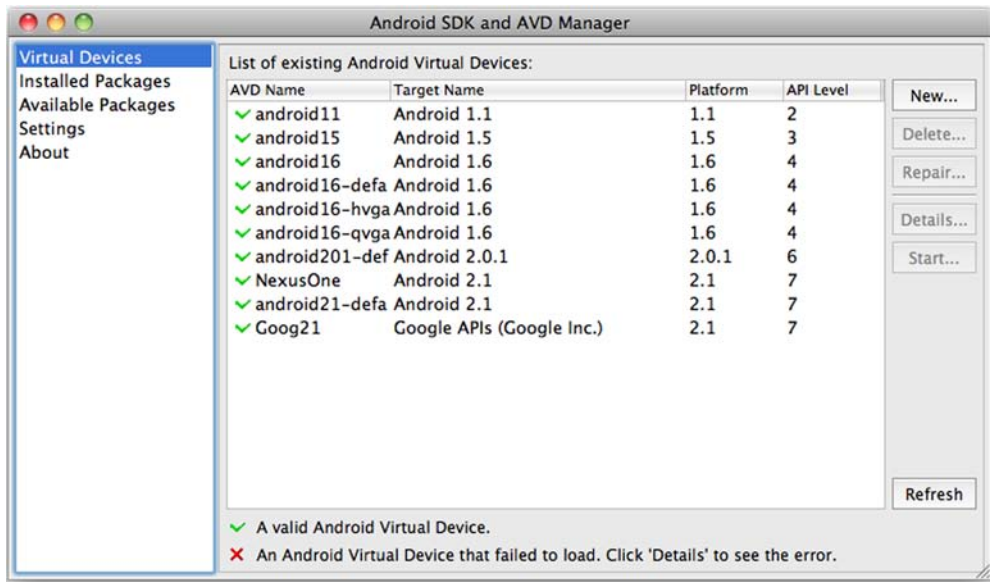 Android SDK and AVD Manager
Virtual Devices
Installed Packages
Available Packages
Settings
About
List of existing Android Virtual Devices:
AVD Name Target Name Platform API Level
android11 Android 1.1 1.1 2
android15 Android 1.5 1.5 3
android16 Android 1.6 1.6 4
android16-defa Android 1.6 1.6 4
android16-hvga Android 1.6 1.6 4
android16-qvga Android 1.6 1.6 4
android201-def Android 2.0.1 2.0.1 6
NexusOne Android 2.1 2.1 7
android21-defa Android 2.1 2.1 7
Goog21 Google APIs (Google Inc.) 2.1 7
New...
Delete...
Repair...
Details...
Start...
Refresh
A valid Android Virtual Device.
An Android Virtual Device that failed to load. Click 'Details' to see the error.